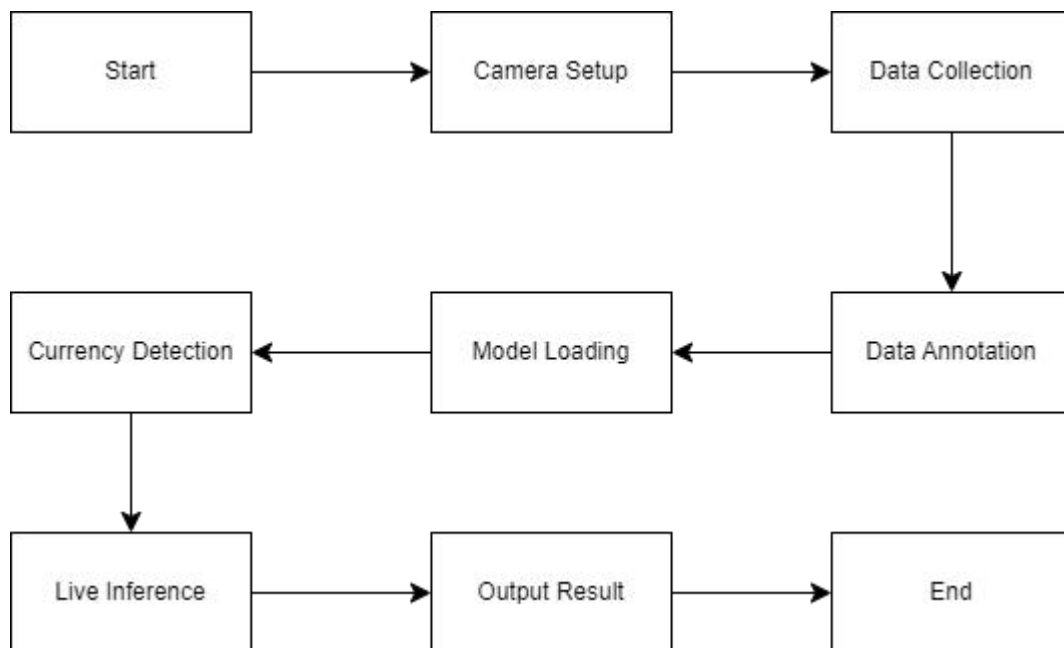 Start
Camera Setup
Data Collection
Currency Detection
Model Loading
Data Annotation
Live Inference
Output Result
End